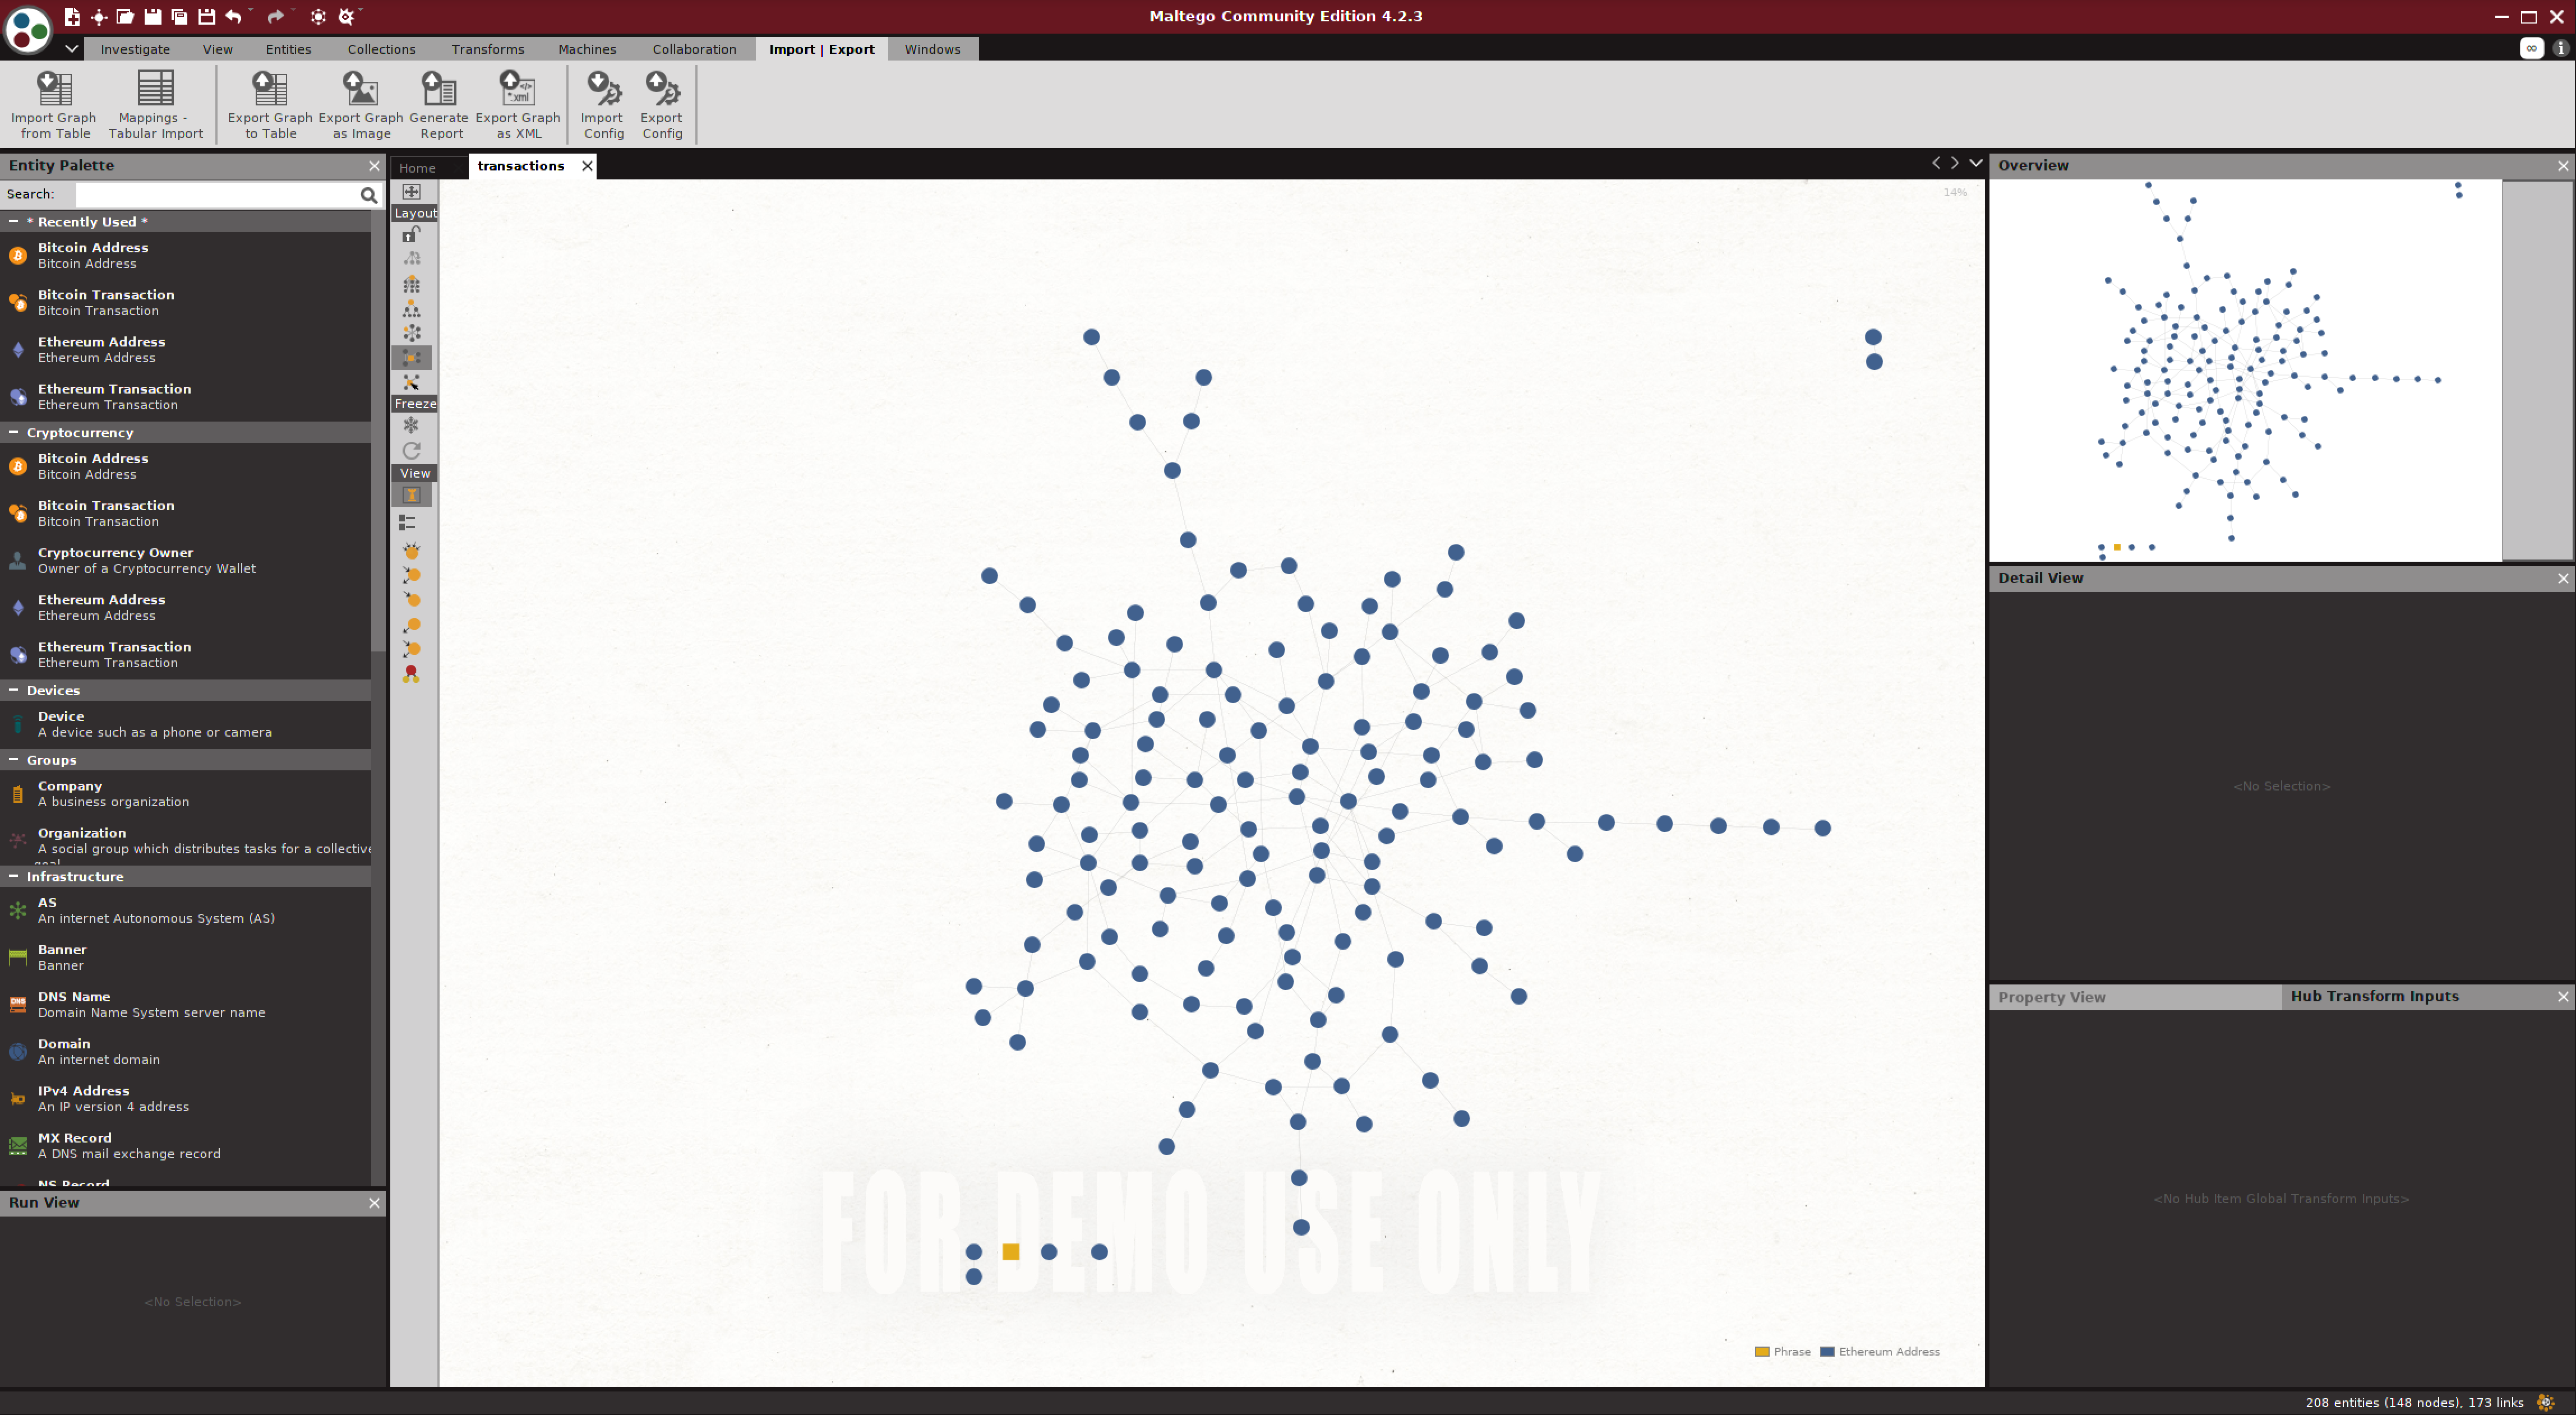 Maltego Community Edition 4.2.3
Investigate View Entities Collections Transforms Machines Collaboration Import | Export Windows
Import Graph from Table
Mappings - Tabular Import
Export Graph to Table
Export Graph as Image
Generate Report
Export Graph as XML
Import Config
Export Config
*.xml
Entity Palette
Search:
* Recently Used *
Bitcoin Address
Bitcoin Address
Bitcoin Transaction
Bitcoin Transaction
Ethereum Address
Ethereum Address
Ethereum Transaction
Ethereum Transaction
Cryptocurrency
Bitcoin Address
Bitcoin Address
Bitcoin Transaction
Bitcoin Transaction
Cryptocurrency Owner
Owner of a Cryptocurrency Wallet
Ethereum Address
Ethereum Address
Ethereum Transaction
Ethereum Transaction
Devices
Device
A device such as a phone or camera
Groups
Company
A business organization
Organization
A social group which distributes tasks for a collective
goal
Infrastructure
AS
An internet Autonomous System (AS)
Banner
Banner
DNS
DNS Name
Domain Name System server name
Domain
An internet domain
IPv4 Address
An IP version 4 address
MX Record
A DNS mail exchange record
NS Record
Run View
<No Selection>
Home
transactions
Layout
Freeze
View
14%
FOR DEMO USE ONLY
Phrase Ethereum Address
Overview
Detail View
<No Selection>
Property View
Hub Transform Inputs
<No Hub Item Global Transform Inputs>
208 entities (148 nodes), 173 links